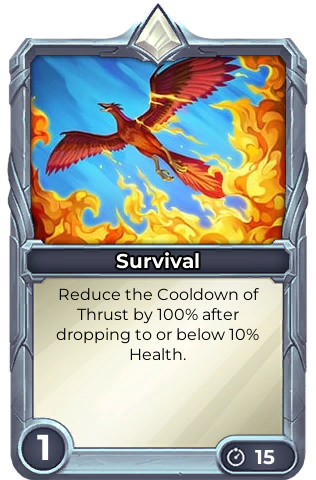 Survival
Reduce the Cooldown of
Thrust by 100% after
dropping to or below 10%
Health.
1
15